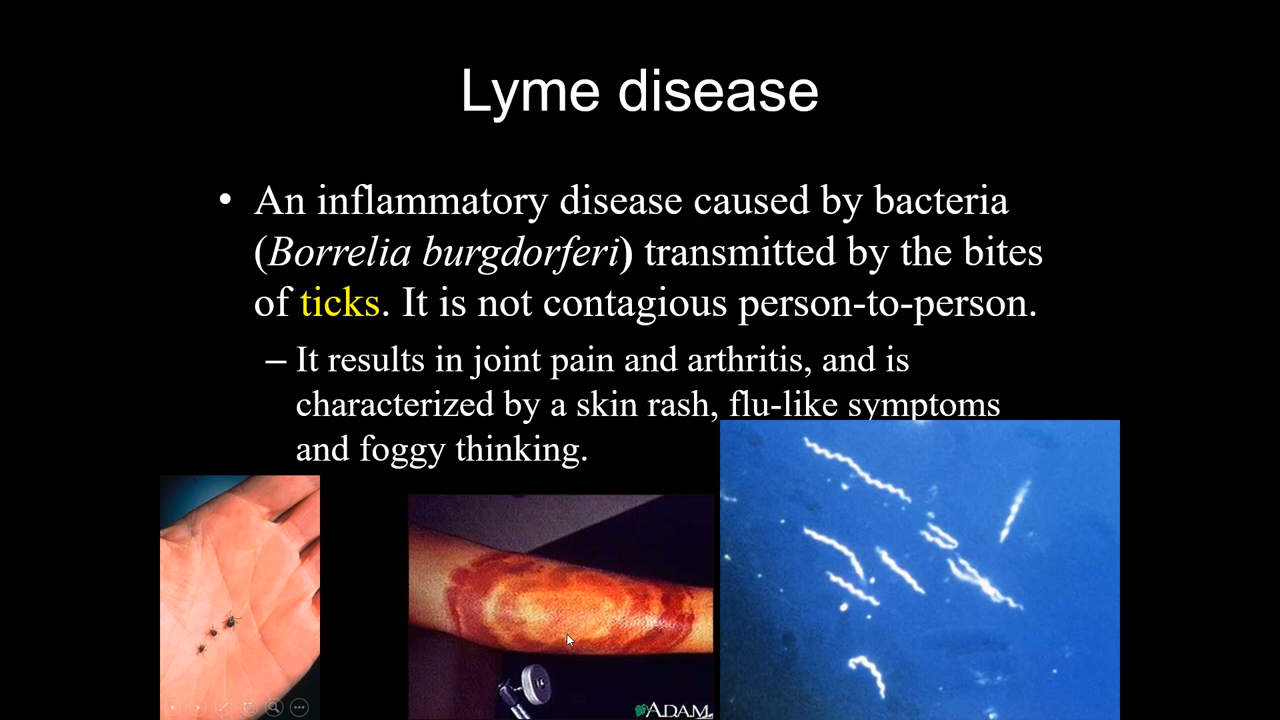 Lyme disease
• An inflammatory disease caused by bacteria
(Borrelia burgdorferi) transmitted by the bites
of ticks. It is not contagious person-to-person.
– It results in joint pain and arthritis, and is
characterized by a skin rash, flu-like symptoms
and foggy thinking.
ADAM.